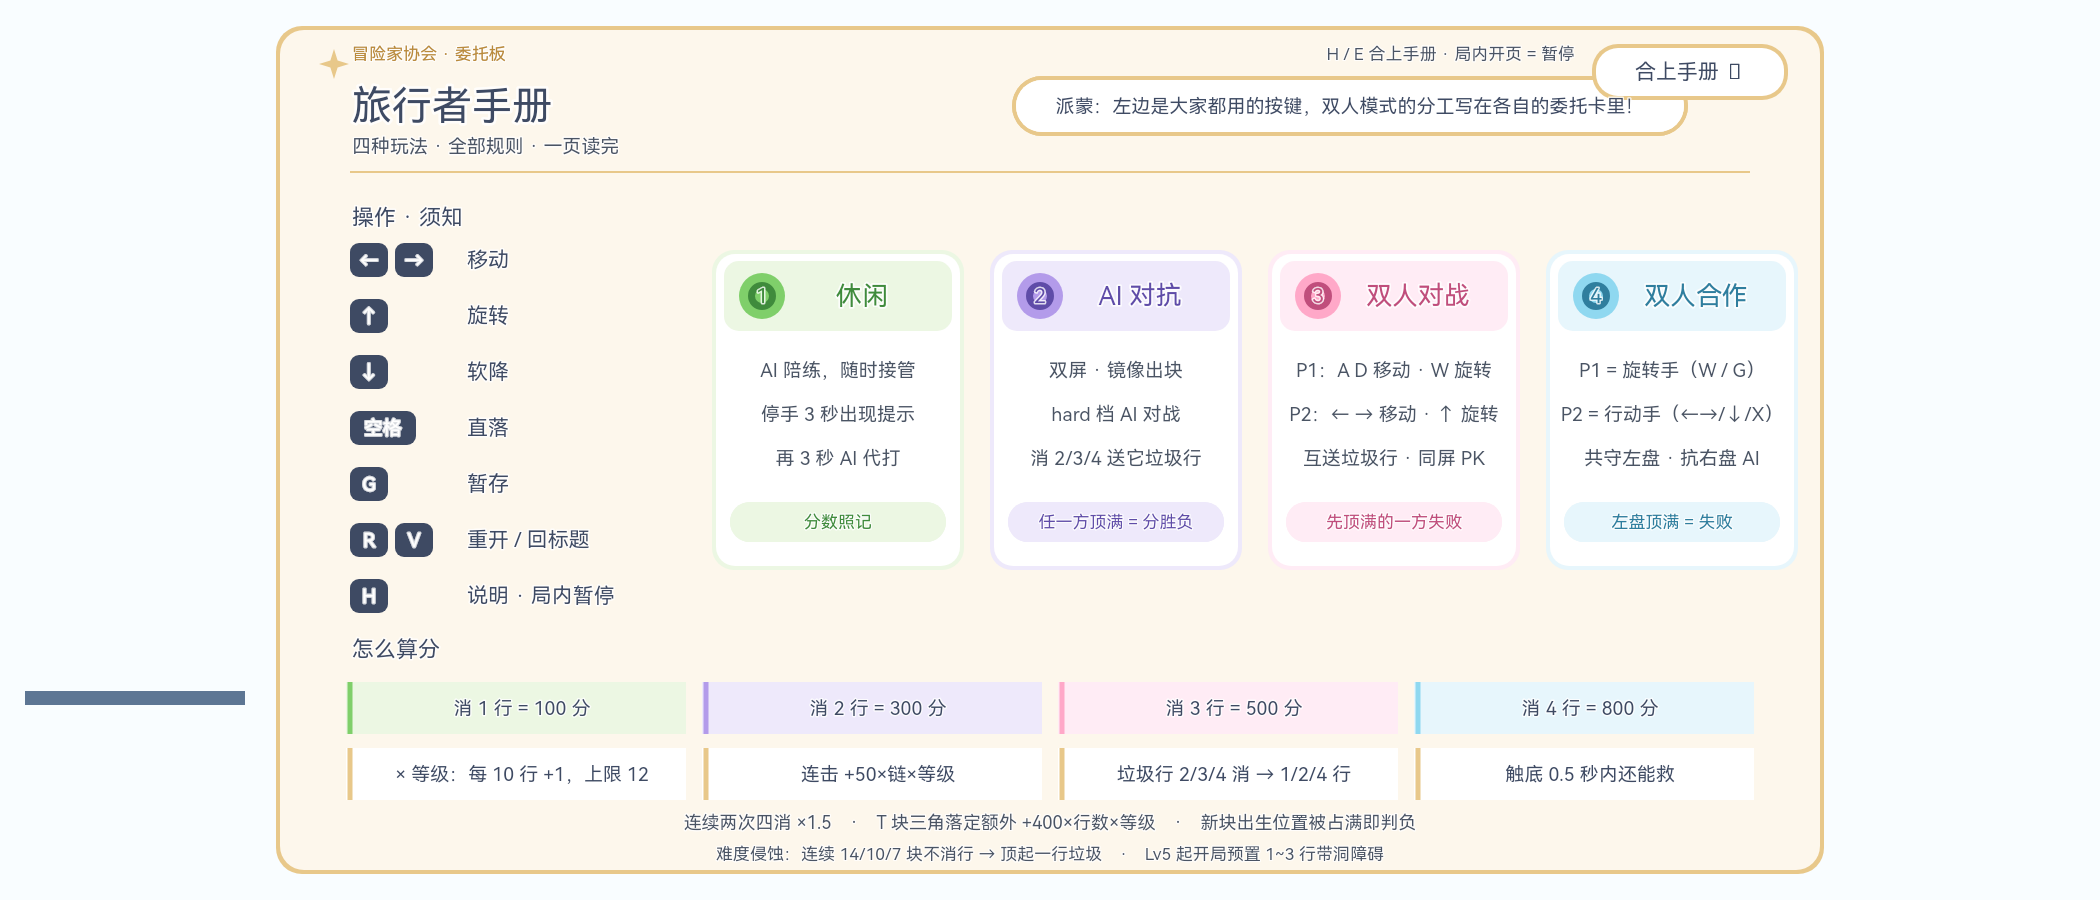 冒险家协会 · 委托板
H / E 合上手册 · 局内开页 = 暂停
合上手册
旅行者手册
派蒙：左边是大家都用的按键，双人模式的分工写在各自的委托卡里！
四种玩法 · 全部规则 · 一页读完
操作 · 须知
← → 移动
↑ 旋转
↓ 软降
空格 直落
G 暂存
R V 重开 / 回标题
H 说明 · 局内暂停
1 休闲
AI 陪练，随时接管
停手 3 秒出现提示
再 3 秒 AI 代打
分数照记
2 AI 对抗
双屏 · 镜像出块
hard 档 AI 对战
消 2/3/4 送它垃圾行
任一方顶满 = 分胜负
3 双人对战
P1：A D 移动 · W 旋转
P2：← → 移动 · ↑ 旋转
互送垃圾行 · 同屏 PK
先顶满的一方失败
4 双人合作
P1 = 旋转手（W / G）
P2 = 行动手（←→/↓/X）
共守左盘 · 抗右盘 AI
左盘顶满 = 失败
怎么算分
消 1 行 = 100 分
消 2 行 = 300 分
消 3 行 = 500 分
消 4 行 = 800 分
× 等级：每 10 行 +1，上限 12
连击 +50×链×等级
垃圾行 2/3/4 消 → 1/2/4 行
触底 0.5 秒内还能救
连续两次四消 ×1.5 · T 块三角落定额外 +400×行数×等级 · 新块出生位置被占满即判负
难度侵蚀：连续 14/10/7 块不消行 → 顶起一行垃圾 · Lv5 起开局预置 1~3 行带洞障碍